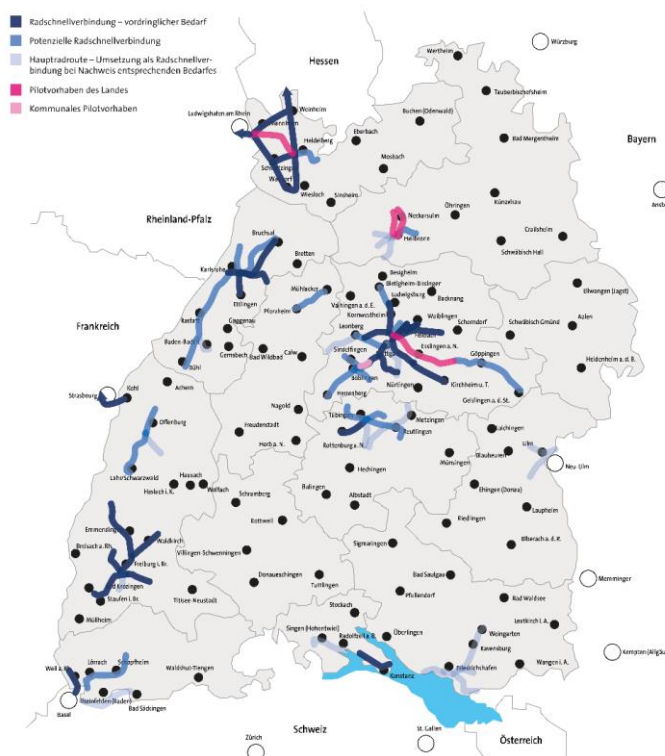 Radschnellverbindung – vordringlicher Bedarf
Potenzielle Radschnellverbindung
Hauptradroute – Umsetzung als Radschnellver-
bindung bei Nachweis entsprechenden Bedarfes
Pilotvorhaben des Landes
Kommunales Pilotvorhaben
Würzburg
Hessen
Wertheim
Tauberbischofsheim
Weinheim
Ludwigshafen am Rhein
Buchen (Odenwald)
Eberbach
Bad Mergentheim
Bayern
Heidelberg
Mosbach
Wiesloch
Sinsheim
Künzelsau
Rheinland-Pfalz
Neckarsulm
Öhringen
Crailsheim
Heilbronn
Schwäbisch Hall
Bruchsal
Bretten
Karlsruhe
Besigheim
Mühlacker
Bietigheim-Bissingen
Ellwangen (Jagst)
Ettlingen
Pforzheim
Vaihingen a.d. E.
Ludwigsburg
Backnang
Kornwestheim
Waiblingen
Aalen
Frankreich
Rastatt
Gaggenau
Leonberg
Schorndorf
Schwäbisch Gmünd
Baden-Baden
Gernsbach
Bad Wildbad
Calw
Sindelfingen
Esslingen a.N.
Göppingen
Heidenheim a. d. B.
Bühl
Böblingen
Achern
Nürtingen
Kirchheim u. T.
Herrenberg
Geislingen a.d. St.
Strasbourg
Kehl
Nagold
Tübingen
Metzingen
Offenburg
Freudenstadt
Reutlingen
Laichingen
Horb a. N.
Rottenburg a. N.
Blaubeuren
Ulm
Neu-Ulm
Lahr/Schwarzwald
Hausach
Hechingen
Münsingen
Haslach i. K.
Wolfach
Schramberg
Balingen
Albstadt
Ehingen (Donau)
Laupheim
Emmendingen
Rottweil
Riedlingen
Breisach a. Rh.
Waldkirch
Villingen-Schwenningen
Sigmaringen
Biberach a. d. R.
Freiburg i. Br.
Donaueschingen
Bad Saulgau
Memmingen
Bad Krozingen
Tuttlingen
Staufen i. Br.
Titisee-Neustadt
Pfullendorf
Bad Waldsee
Müllheim
Stockach
Leutkirch i. A.
Singen (Hohentwiel)
Radolfzell a. B.
Überlingen
Weingarten
Ravensburg
Kempten (Allgäu)
Lörrach
Schopfheim
Weil a. R.
Waldshut-Tiengen
Friedrichshafen
Wangen i. A.
Konstanz
Rheinfelden (Baden)
Basel
Bad Säckingen
Schweiz
St. Gallen
Österreich
Zürich